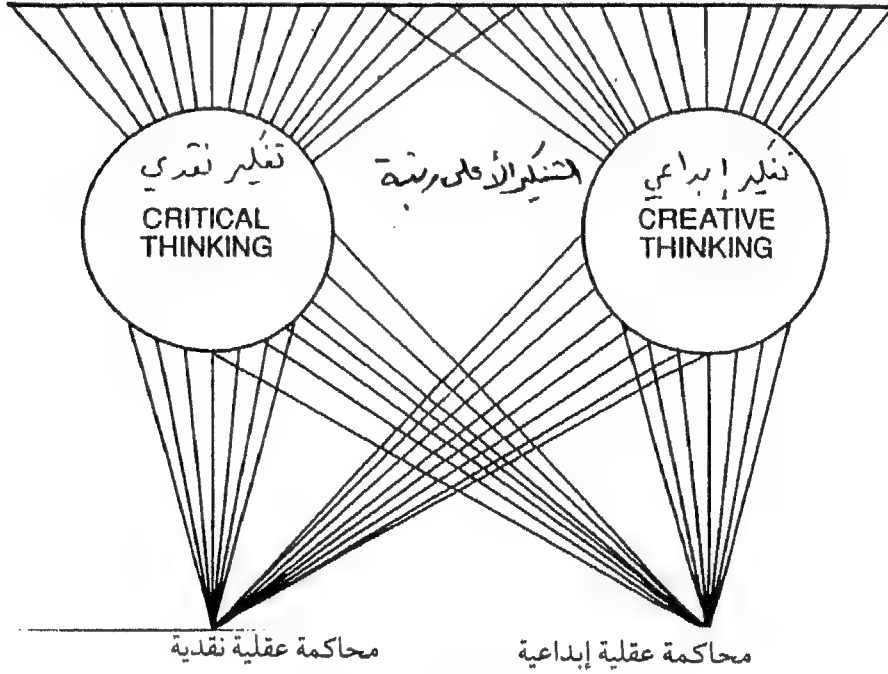 تفكير نقدي
CRITICAL
THINKING
التفكير الأعلى رتبة
تفكير إبداعي
CREATIVE
THINKING
محاكمة عقلية نقدية
محاكمة عقلية إبداعية